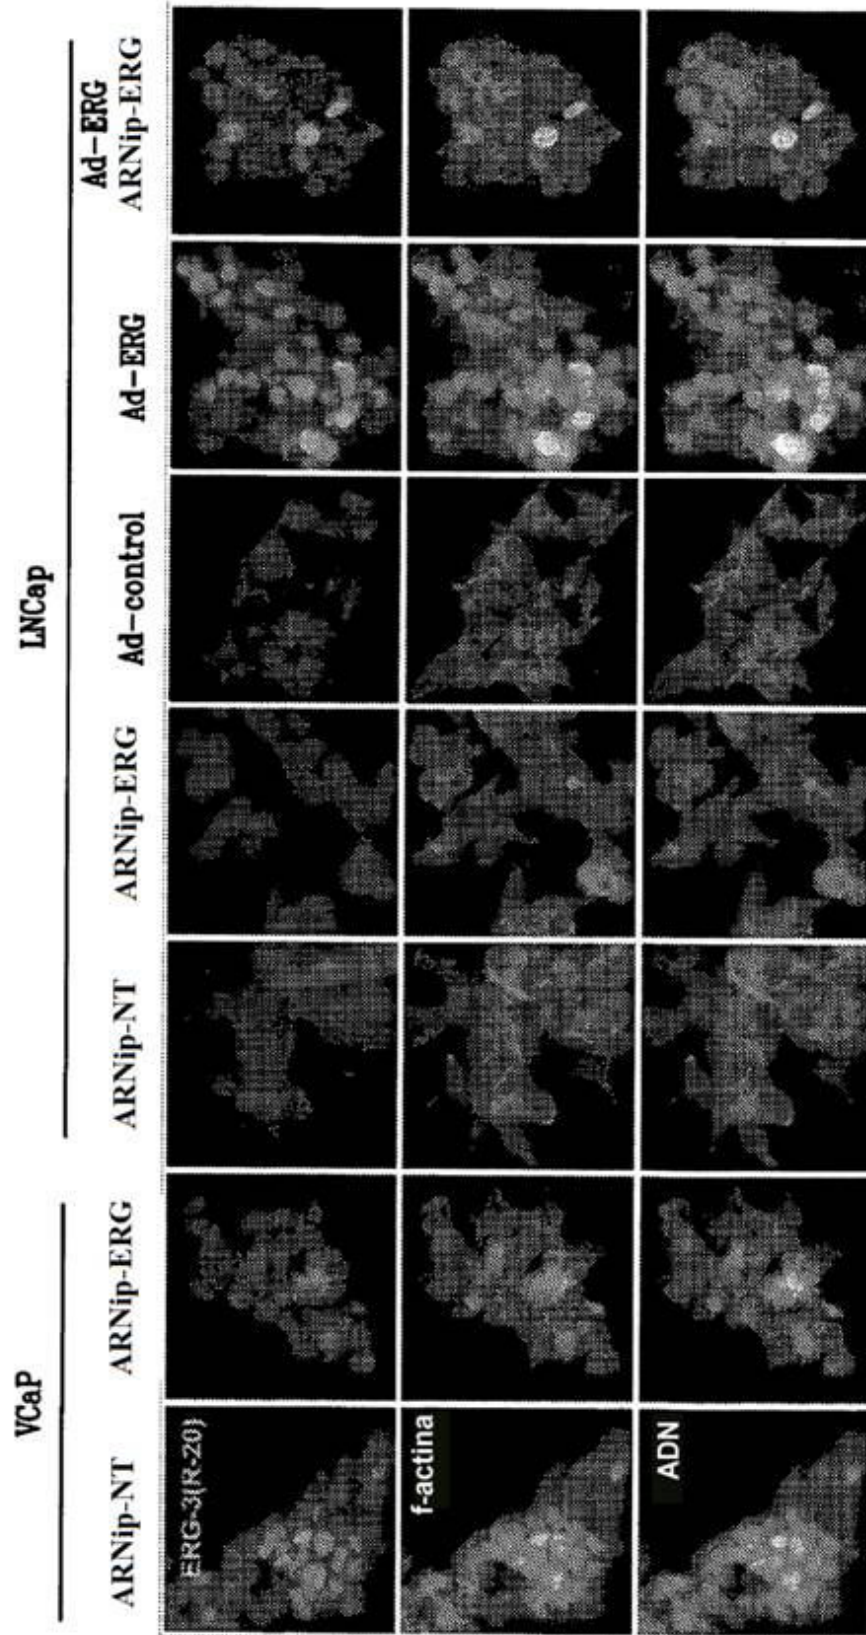 VCaP
LNCap
ARNip-NT
ARNip-ERG
ARNip-NT
ARNip-ERG
Ad-control
Ad-ERG
Ad-ERG
ARNip-ERG
ERG-3(R-20)
f-actina
ADN